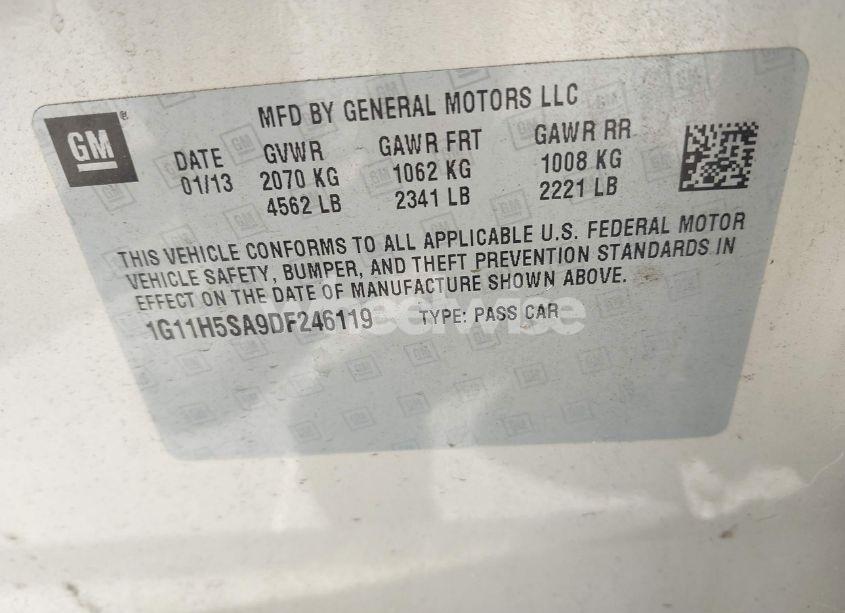 MFD BY GENERAL MOTORS LLC
GM
DATE GVWR GAWR FRT GAWR RR
01/13 2070 KG 1062 KG 1008 KG
4562 LB 2341 LB 2221 LB
THIS VEHICLE CONFORMS TO ALL APPLICABLE U.S. FEDERAL MOTOR
VEHICLE SAFETY, BUMPER, AND THEFT PREVENTION STANDARDS IN
EFFECT ON THE DATE OF MANUFACTURE SHOWN ABOVE.
1G11H5SA9DF246119 TYPE: PASS CAR